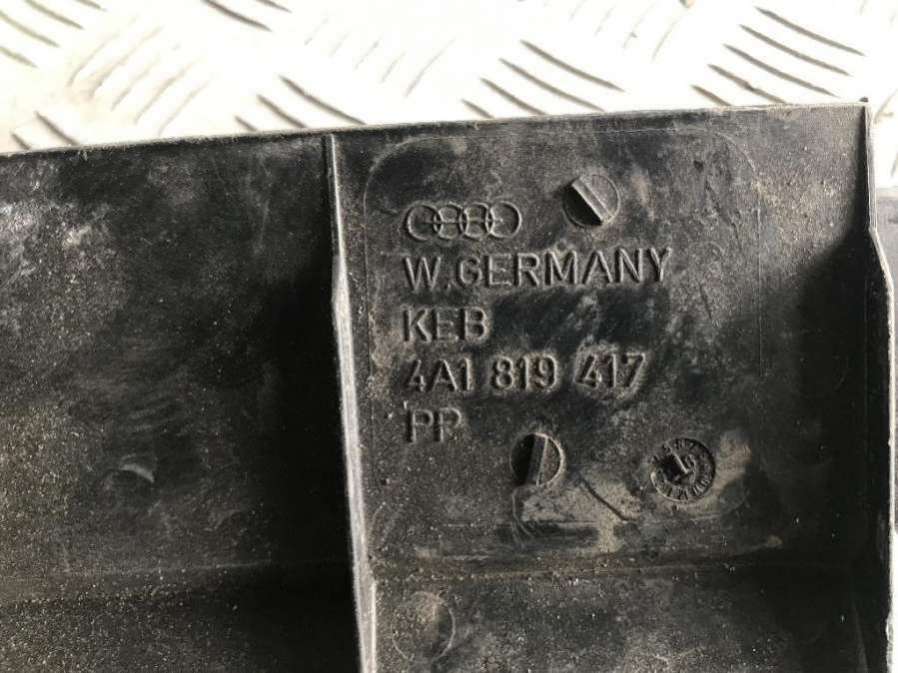 W.GERMANY
KEB
4A1 819 417
PP